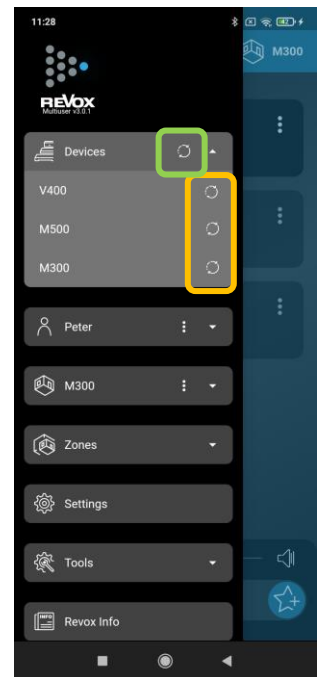 11:28
M300
REVOX
Multiuser v3.0.1
Devices
V400
M500
M300
Peter
M300
Zones
Settings
Tools
INFO
Revox Info